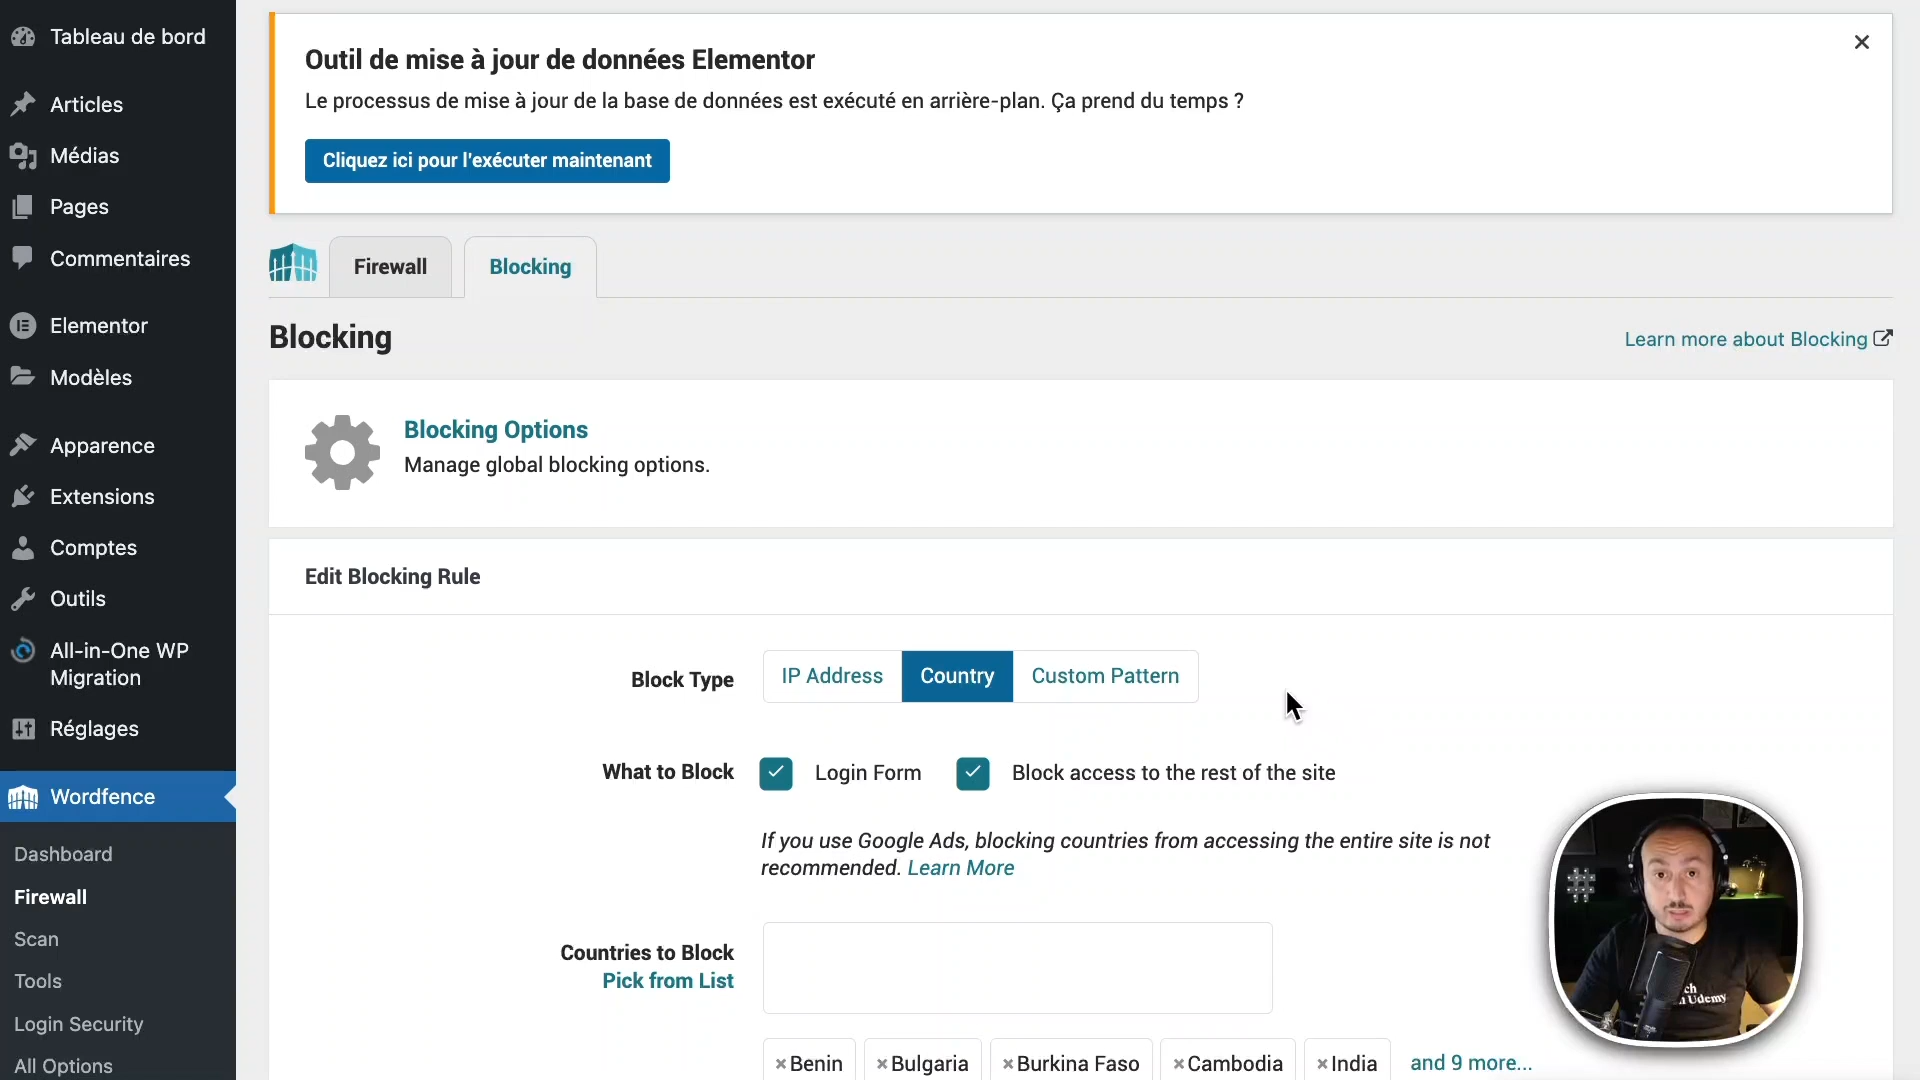 Tableau de bord
Articles
Médias
Pages
Commentaires
Elementor
Modèles
Apparence
Extensions
Comptes
Outils
All-in-One WP
Migration
Réglages
Wordfence
Dashboard
Firewall
Scan
Tools
Login Security
All Options
Outil de mise à jour de données Elementor
Le processus de mise à jour de la base de données est exécuté en arrière-plan. Ça prend du temps ?
Cliquez ici pour l'exécuter maintenant
Firewall
Blocking
Blocking
Learn more about Blocking
Blocking Options
Manage global blocking options.
Edit Blocking Rule
Block Type
IP Address
Country
Custom Pattern
What to Block
Login Form
Block access to the rest of the site
If you use Google Ads, blocking countries from accessing the entire site is not
recommended. Learn More
Countries to Block
Pick from List
× Benin
× Bulgaria
× Burkina Faso
× Cambodia
× India
and 9 more...
Udemy